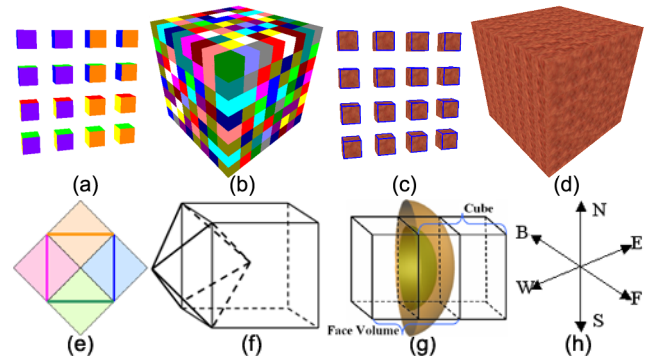 (a) (b) (c) (d)
Cube
Face Volume
N
B E
W F
S
(e) (f) (g) (h)